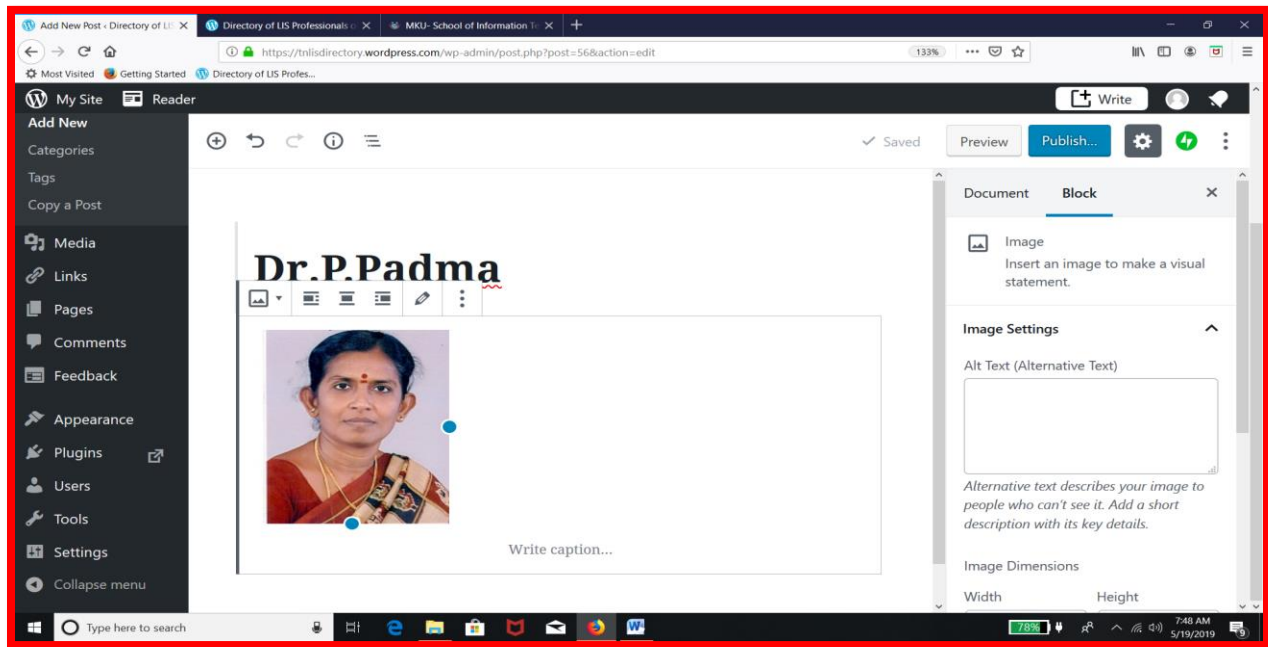 Add New Post ‹ Directory of LI
Directory of LIS Professionals o
MKU- School of Information Te
https://tnlisdirectory.wordpress.com/wp-admin/post.php?post=56&action=edit
133%
Most Visited Getting Started Directory of LIS Profes...
My Site Reader Write
Add New
Categories
Tags
Copy a Post
Media
Links
Pages
Comments
Feedback
Appearance
Plugins
Users
Tools
Settings
Collapse menu
Saved Preview Publish...
Dr.P.Padma
Write caption...
Document Block
Image
Insert an image to make a visual
statement.
Image Settings
Alt Text (Alternative Text)
Alternative text describes your image to
people who can't see it. Add a short
description with its key details.
Image Dimensions
Width Height
Type here to search
78%
7:48 AM
5/19/2019